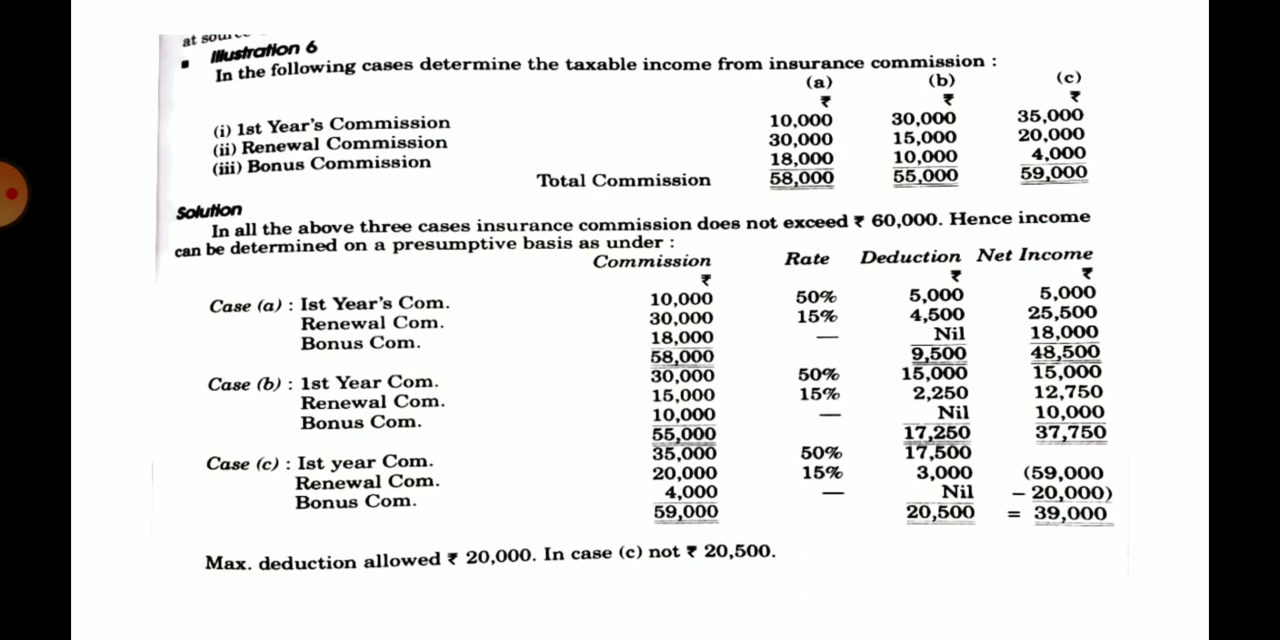 at
Illustration 6
In the following cases determine the taxable income from insurance commission :
(a) (b) (c)
₹ ₹ ₹
(i) 1st Year's Commission 10,000 30,000 35,000
(ii) Renewal Commission 30,000 15,000 20,000
(iii) Bonus Commission 18,000 10,000 4,000
Total Commission 58,000 55,000 59,000
Solution
In all the above three cases insurance commission does not exceed ₹ 60,000. Hence income
can be determined on a presumptive basis as under :
Commission Rate Deduction Net Income
₹ ₹ ₹
Case (a) : Ist Year's Com. 10,000 50% 5,000 5,000
Renewal Com. 30,000 15% 4,500 25,500
Bonus Com. 18,000 — Nil 18,000
58,000 9,500 48,500
Case (b) : 1st Year Com. 30,000 50% 15,000 15,000
Renewal Com. 15,000 15% 2,250 12,750
Bonus Com. 10,000 — Nil 10,000
55,000 17,250 37,750
Case (c) : Ist year Com. 35,000 50% 17,500
Renewal Com. 20,000 15% 3,000 (59,000
Bonus Com. 4,000 — Nil – 20,000)
59,000 20,500 = 39,000
Max. deduction allowed ₹ 20,000. In case (c) not ₹ 20,500.